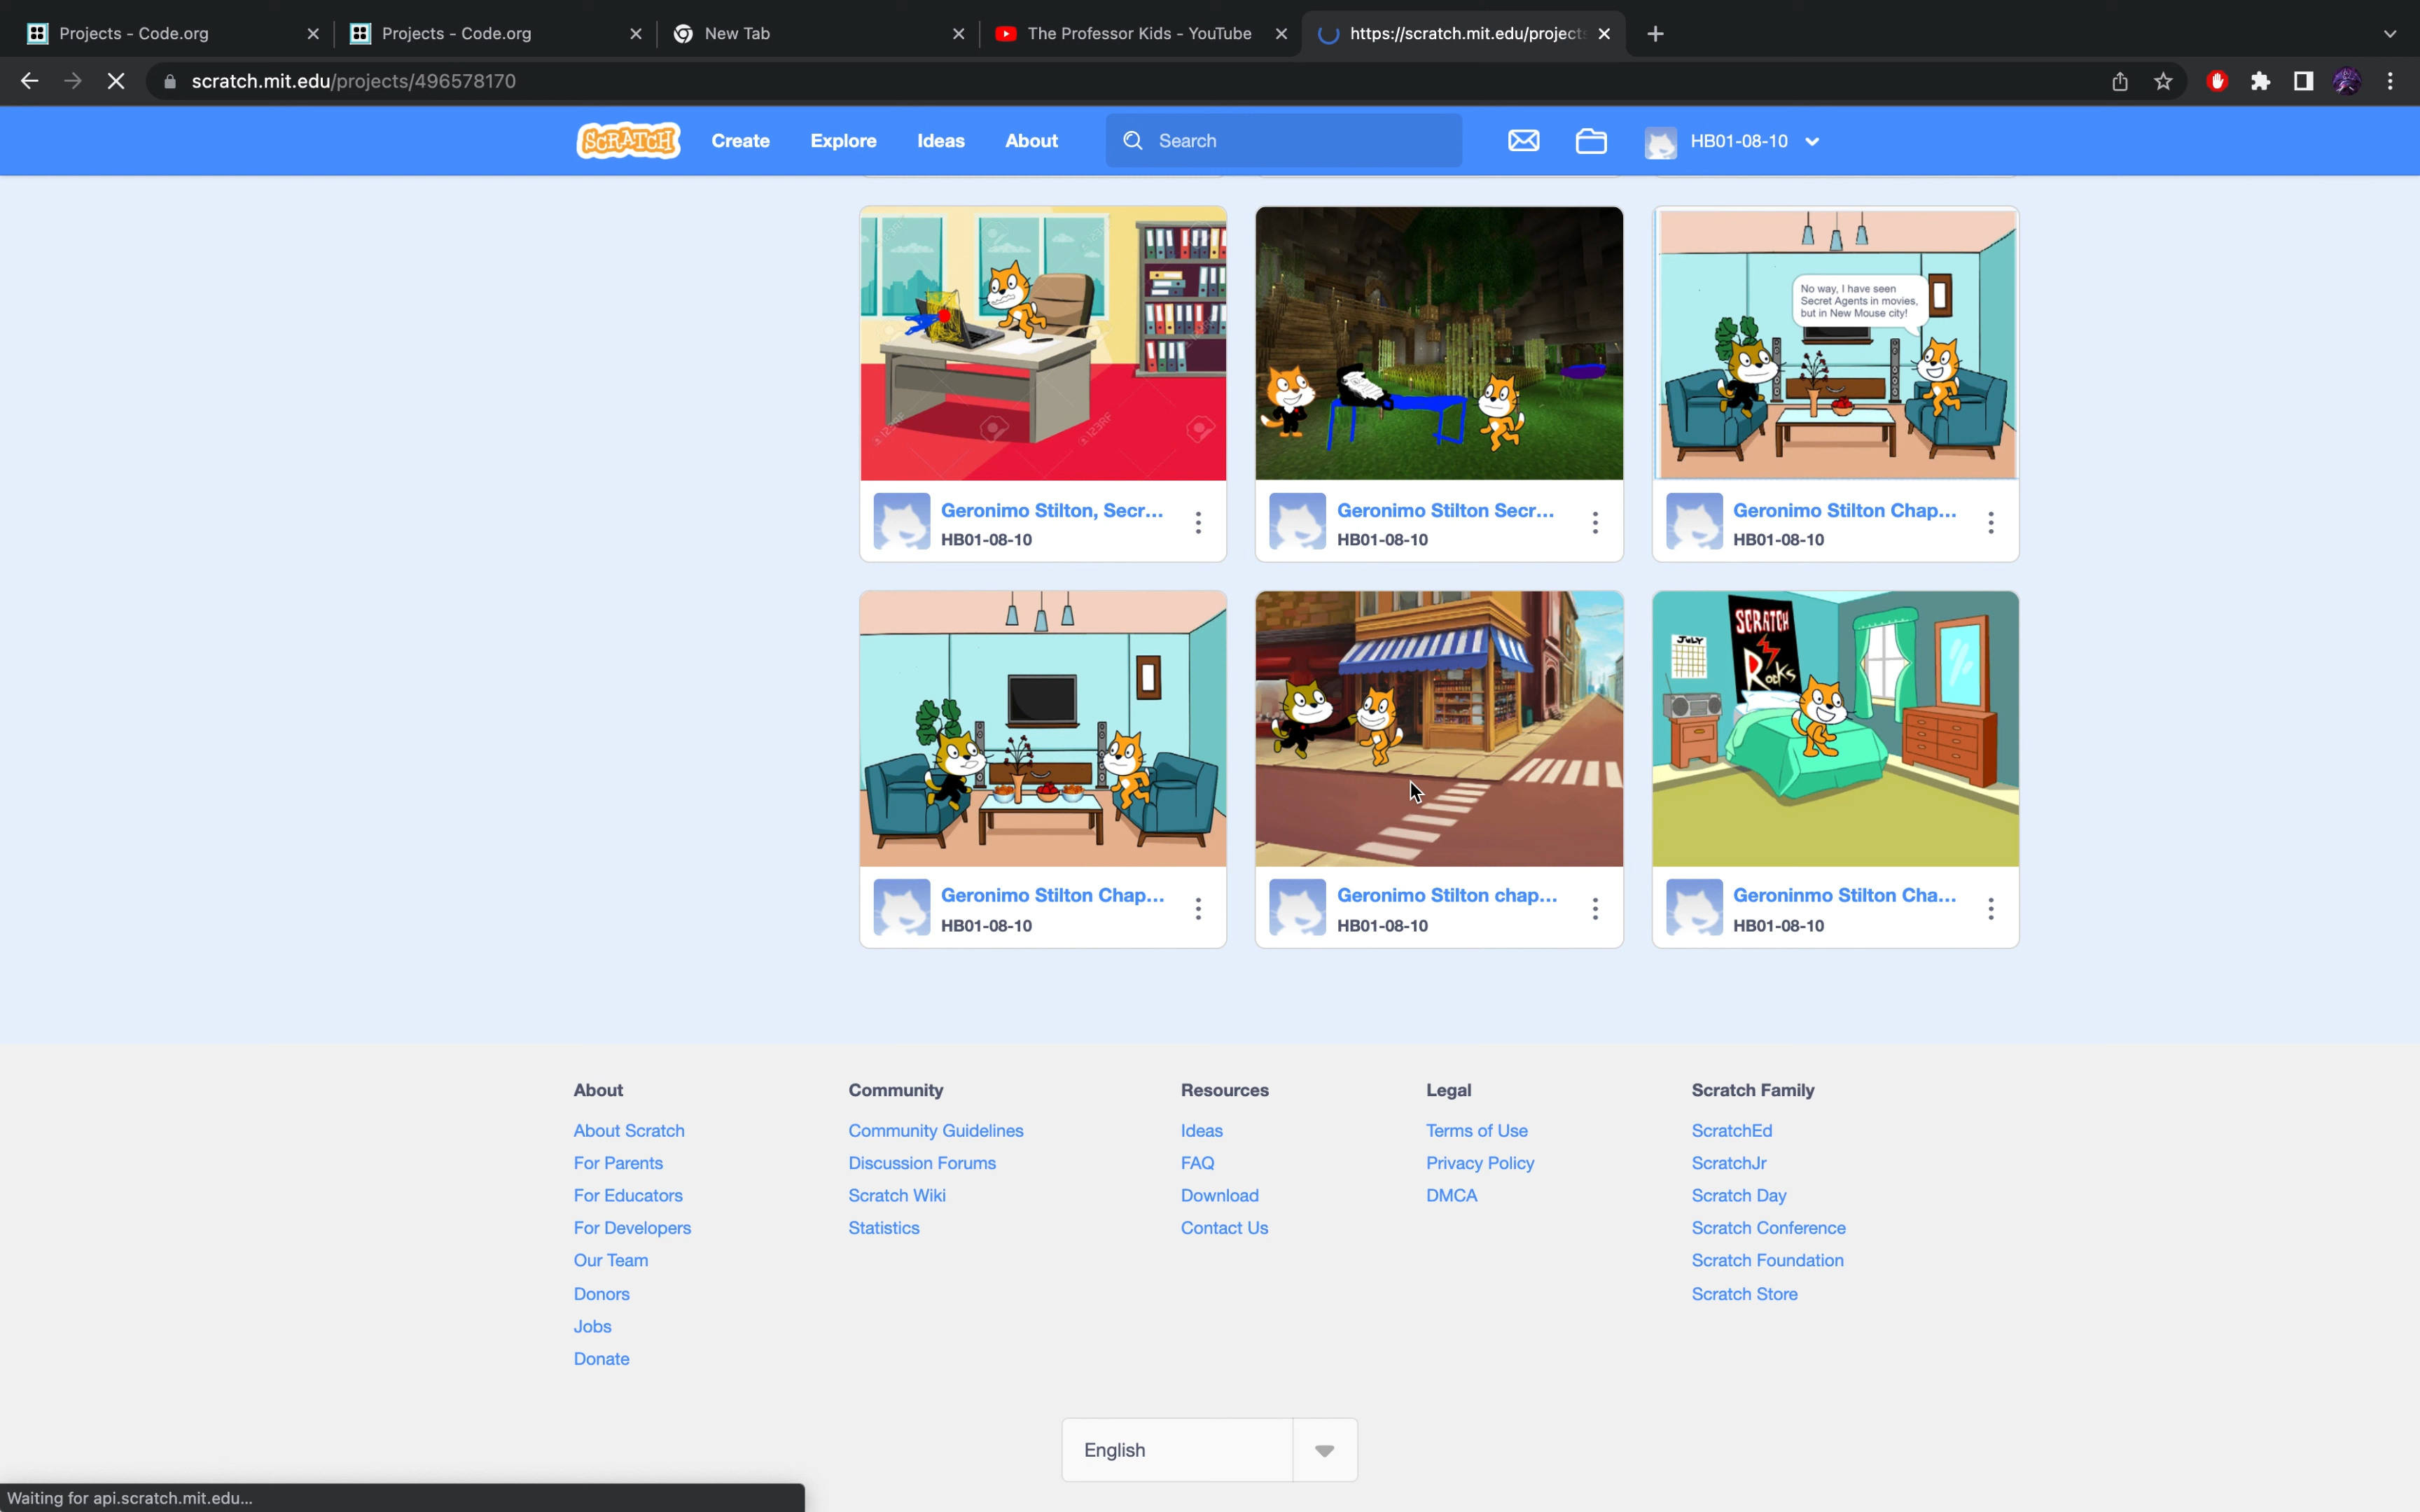 Projects - Code.org
Projects - Code.org
New Tab
The Professor Kids - YouTube
https://scratch.mit.edu/project
scratch.mit.edu/projects/496578170
SCRATCH
Create
Explore
Ideas
About
Search
HB01-08-10
No way, I have seen
Secret Agents in movies,
but in New Mouse city!
123RF
123RF
Geronimo Stilton, Secr...
HB01-08-10
Geronimo Stilton Secr...
HB01-08-10
Geronimo Stilton Chap...
HB01-08-10
JULY
SCRATCH
Rocks
Geronimo Stilton Chap...
HB01-08-10
Geronimo Stilton chap...
HB01-08-10
Geroninmo Stilton Cha...
HB01-08-10
About
About Scratch
For Parents
For Educators
For Developers
Our Team
Donors
Jobs
Donate
Community
Community Guidelines
Discussion Forums
Scratch Wiki
Statistics
Resources
Ideas
FAQ
Download
Contact Us
Legal
Terms of Use
Privacy Policy
DMCA
Scratch Family
ScratchEd
ScratchJr
Scratch Day
Scratch Conference
Scratch Foundation
Scratch Store
English
Waiting for api.scratch.mit.edu...